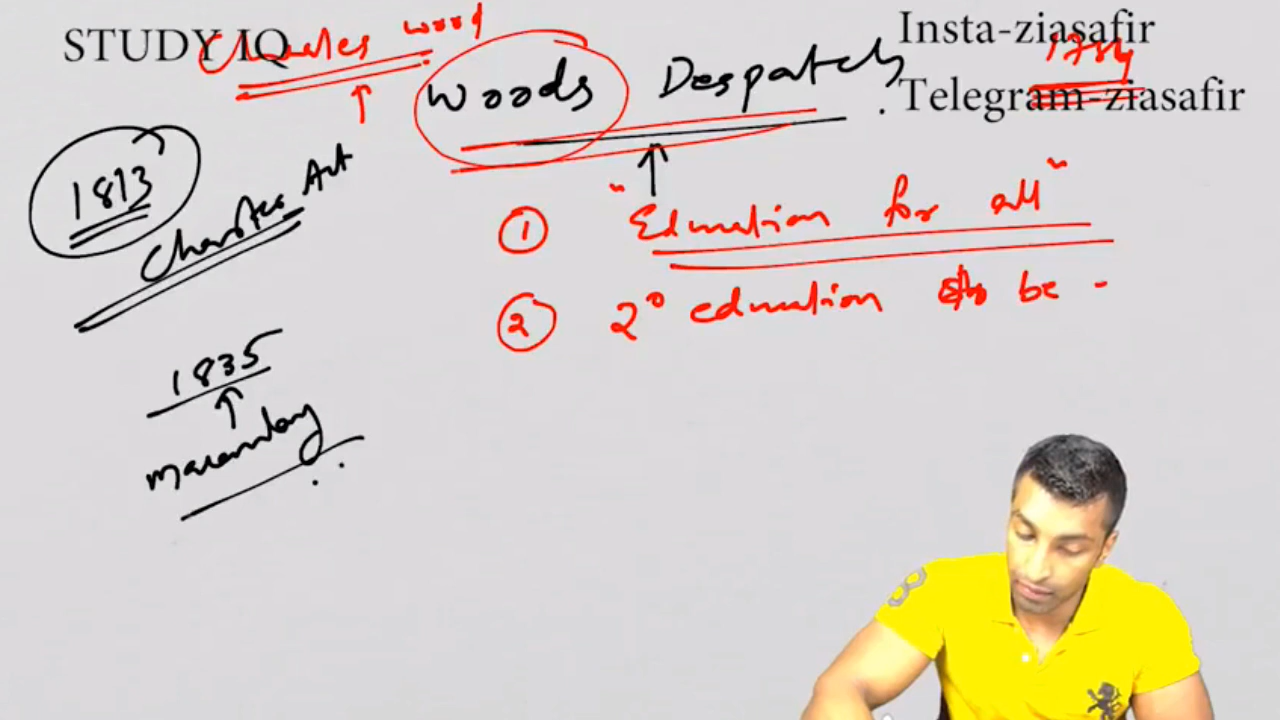 STUDY IQ
Charles wood
Insta-ziasafir
1784
Telegram-ziasafir
Woods Despatch
1813
Charter Act
① "Education for all"
② 2° education to be -
1835
macaulay